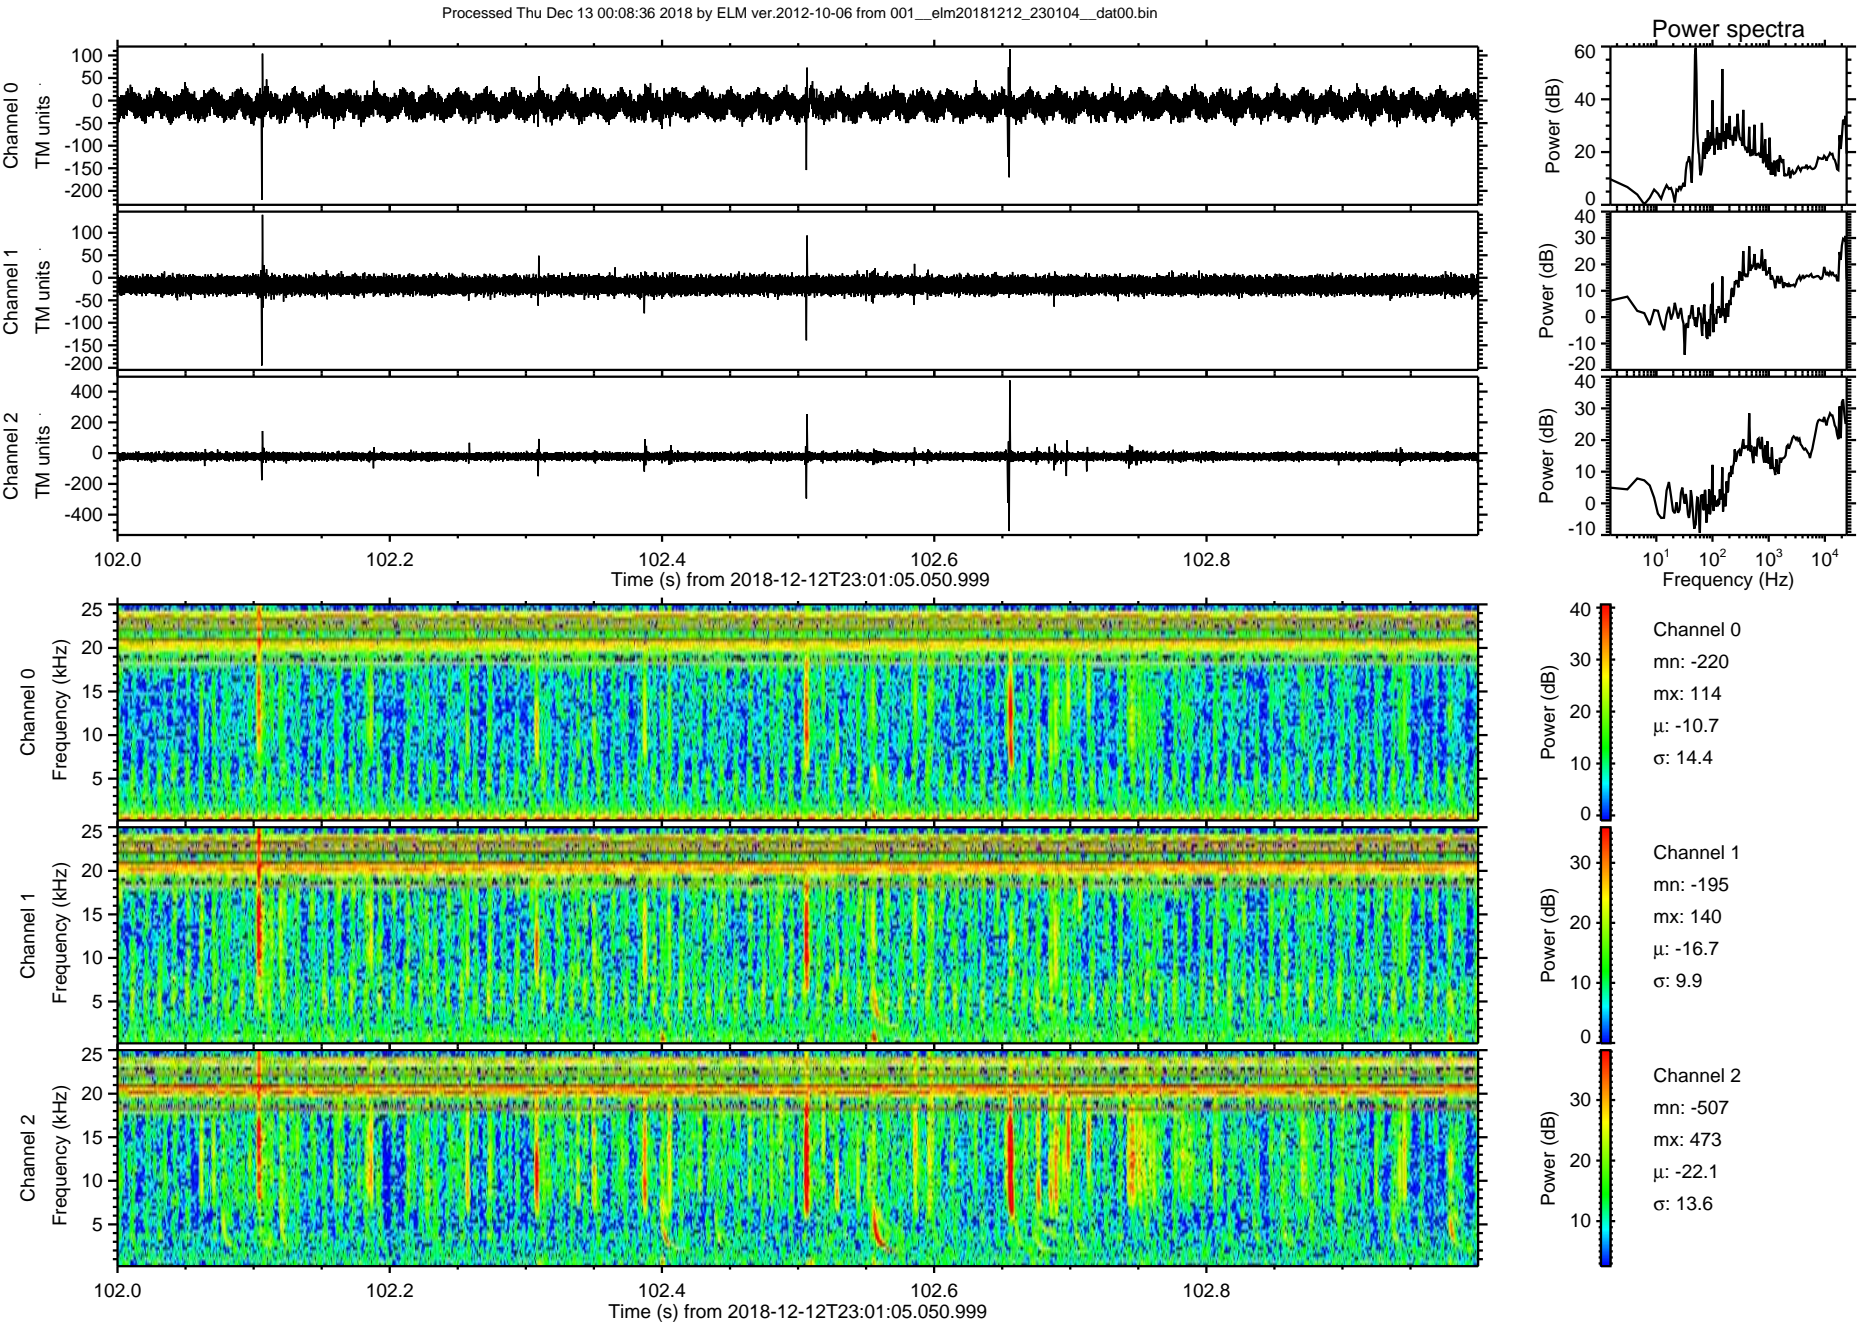 Processed Thu Dec 13 00:08:36 2018 by ELM ver.2012-10-06 from 001__elm20181212_230104__dat00.bin
Power spectra
Channel 0
TM units
100
50
0
-50
-100
-150
-200
Power (dB)
60
40
20
0
Channel 1
TM units
100
50
0
-50
-100
-150
-200
Power (dB)
40
30
20
10
0
-10
-20
Channel 2
TM units
400
200
0
-200
-400
Power (dB)
40
30
20
10
0
-10
102.0 102.2 102.4 102.6 102.8
Time (s) from 2018-12-12T23:01:05.050.999
10^1 10^2 10^3 10^4
Frequency (Hz)
Channel 0
Frequency (kHz)
25
20
15
10
5
Power (dB)
40
30
20
10
0
Channel 0
mn: -220
mx: 114
µ: -10.7
σ: 14.4
Channel 1
Frequency (kHz)
25
20
15
10
5
Power (dB)
30
20
10
0
Channel 1
mn: -195
mx: 140
µ: -16.7
σ: 9.9
Channel 2
Frequency (kHz)
25
20
15
10
5
Power (dB)
30
20
10
Channel 2
mn: -507
mx: 473
µ: -22.1
σ: 13.6
102.0 102.2 102.4 102.6 102.8
Time (s) from 2018-12-12T23:01:05.050.999